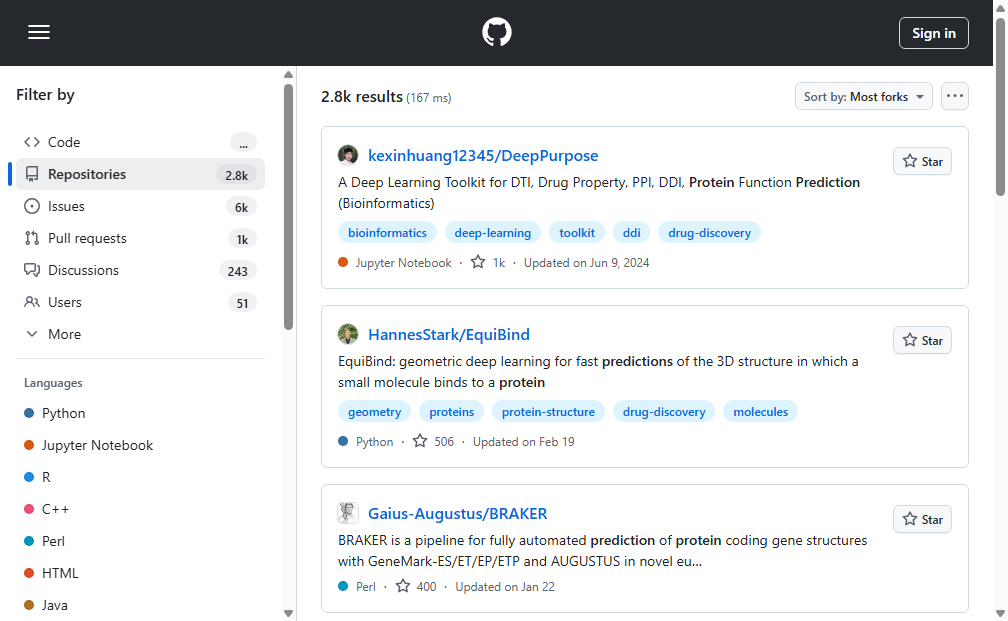 Sign in
Filter by
Code
...
Repositories
2.8k
Issues
6k
Pull requests
1k
Discussions
243
Users
51
More
Languages
Python
Jupyter Notebook
R
C++
Perl
HTML
Java
2.8k results (167 ms)
Sort by: Most forks
kexinhuang12345/DeepPurpose
Star
A Deep Learning Toolkit for DTI, Drug Property, PPI, DDI, Protein Function Prediction
(Bioinformatics)
bioinformatics deep-learning toolkit ddi drug-discovery
Jupyter Notebook · 1k · Updated on Jun 9, 2024
HannesStark/EquiBind
Star
EquiBind: geometric deep learning for fast predictions of the 3D structure in which a
small molecule binds to a protein
geometry proteins protein-structure drug-discovery molecules
Python · 506 · Updated on Feb 19
Gaius-Augustus/BRAKER
Star
BRAKER is a pipeline for fully automated prediction of protein coding gene structures
with GeneMark-ES/ET/EP/ETP and AUGUSTUS in novel eu...
Perl · 400 · Updated on Jan 22